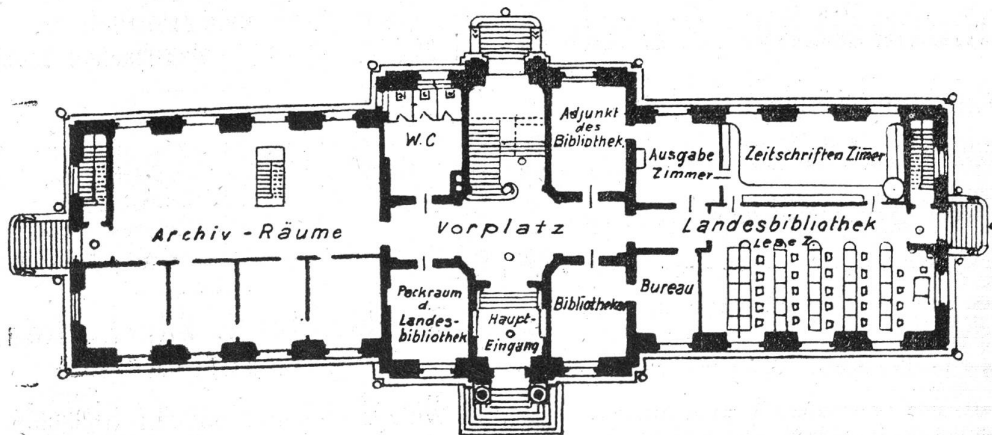 W.C
Adjunkt
des
Bibliothek.
Ausgabe
Zimmer
Zeitschriften Zimer
Archiv - Räume
Vorplatz
Landesbibliothek
Lese Z.
Packraum
d.
Landes-
bibliothek
Haupt-
Eingang
Bibliothekar
Bureau